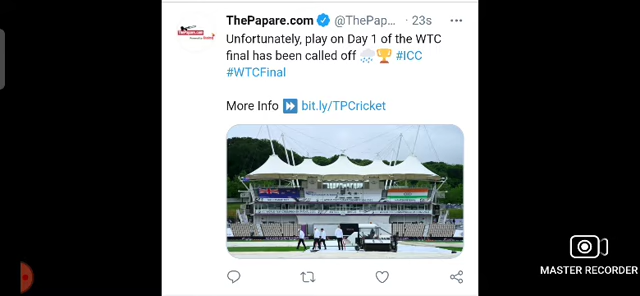 ThePapare.com @ThePap... · 23s
Unfortunately, play on Day 1 of the WTC
final has been called off 🌧️🏆 #ICC
#WTCFinal
More Info ⏩ bit.ly/TPCricket
MASTER RECORDER